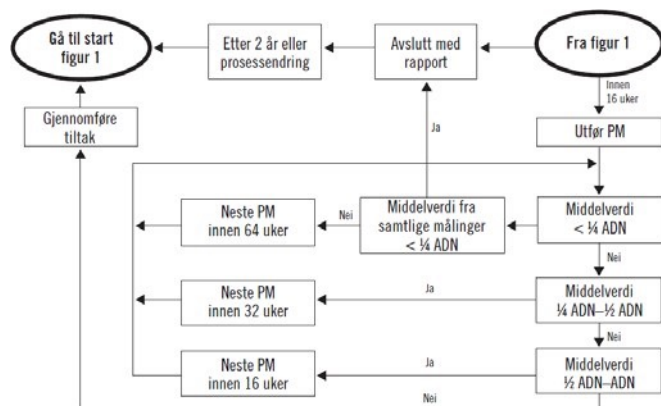 Gå til start
figur 1
Etter 2 år eller
prosessendring
Avslutt med
rapport
Fra figur 1
Innen
16 uker
Gjennomføre
tiltak
Ja
Utfør PM
Neste PM
innen 64 uker
Nei
Middelverdi fra
samtlige målinger
< ¼ ADN
Middelverdi
< ¼ ADN
Nei
Neste PM
innen 32 uker
Ja
Middelverdi
¼ ADN–½ ADN
Nei
Neste PM
innen 16 uker
Ja
Middelverdi
½ ADN–ADN
Nei